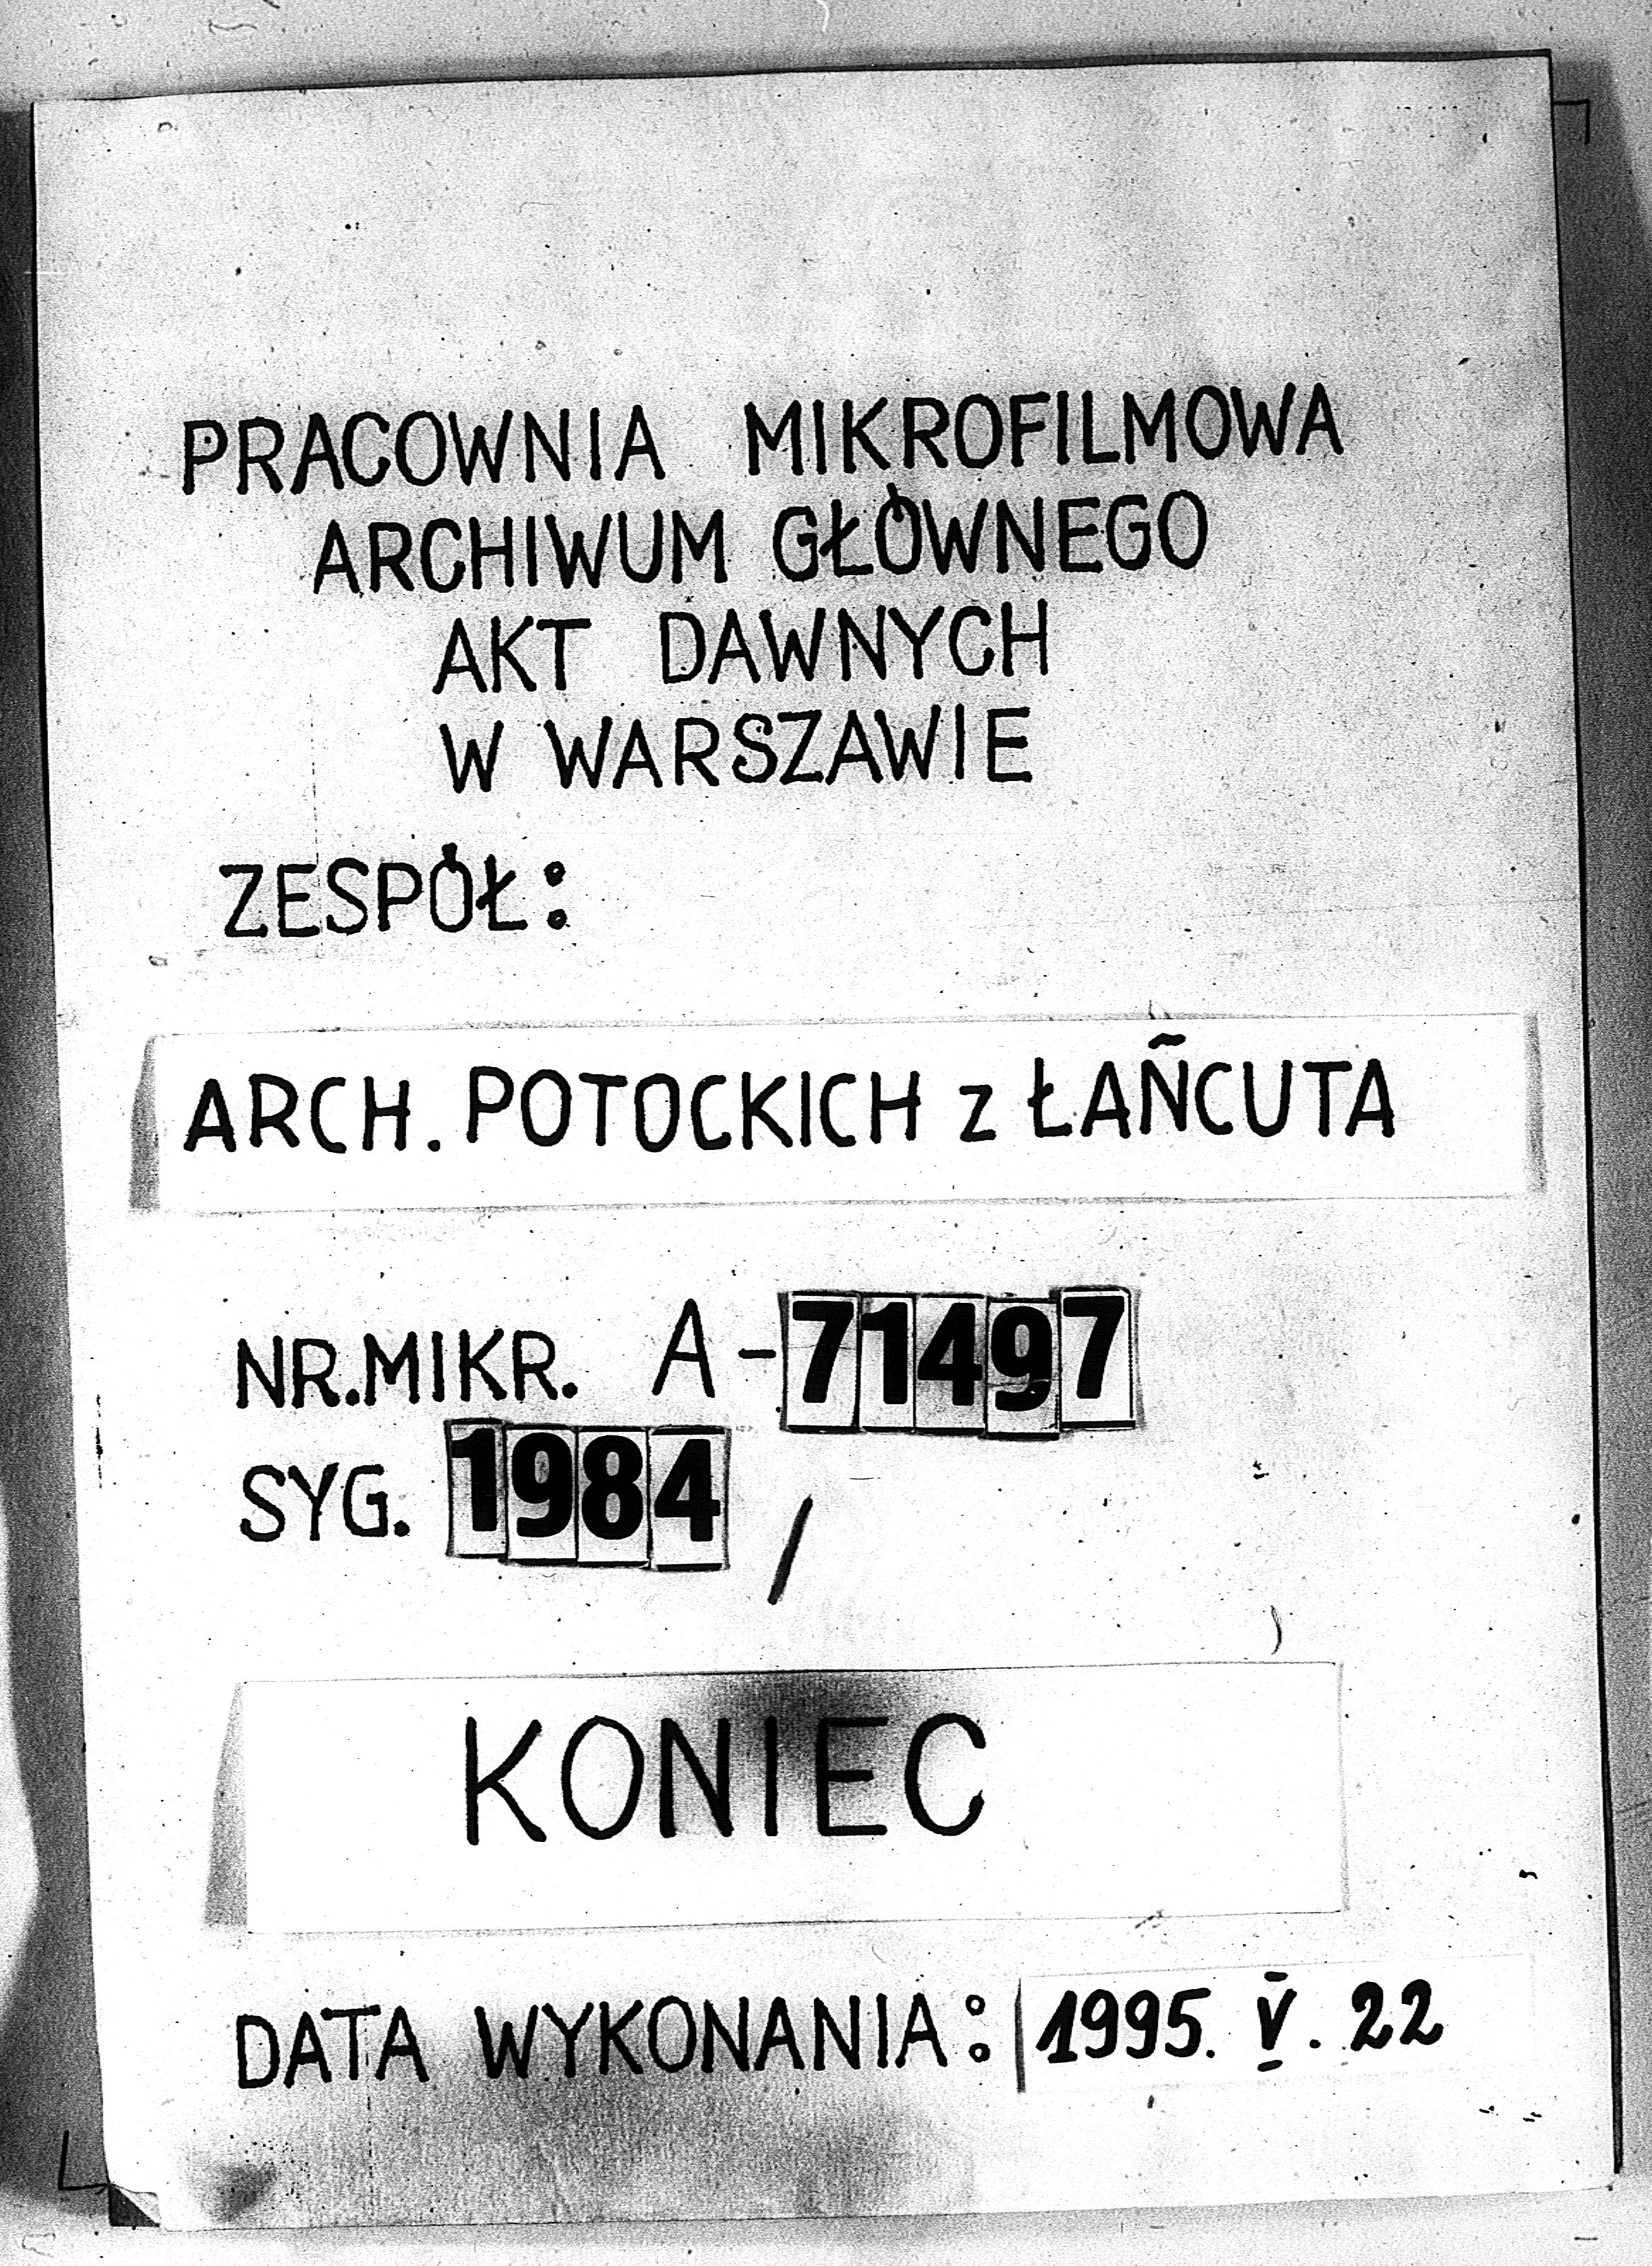 PRACOWNIA MIKROFILMOWA
ARCHIWUM GŁÓWNEGO
AKT DAWNYCH
W WARSZAWIE
ZESPÓŁ:
ARCH. POTOCKICH z ŁAŃCUTA
NR.MIKR. A-71497
SYG. 1984 /
KONIEC
DATA WYKONANIA: 1995. V. 22